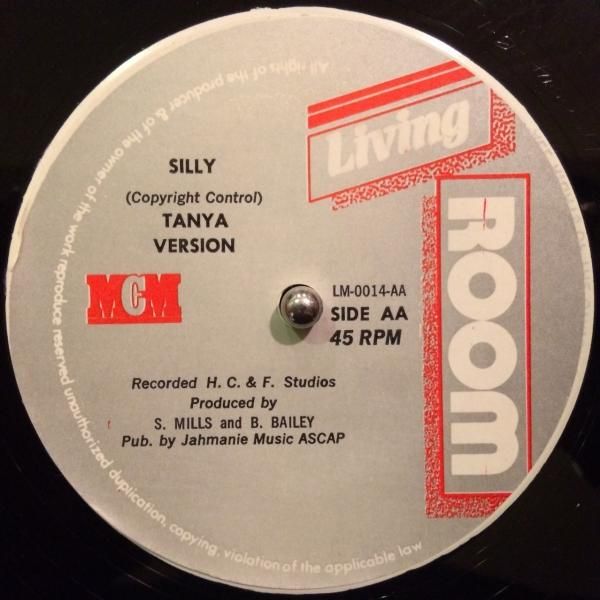 SILLY
(Copyright Control)
TANYA
VERSION
Living
ROOM
MCM
LM-0014-AA
SIDE AA
45 RPM
Recorded H. C. & F. Studios
Produced by
S. MILLS and B. BAILEY
Pub. by Jahmanie Music ASCAP
All rights of the producer & of the owner of the work reproduce reserved unauthorized duplication, copying, violation of the applicable law